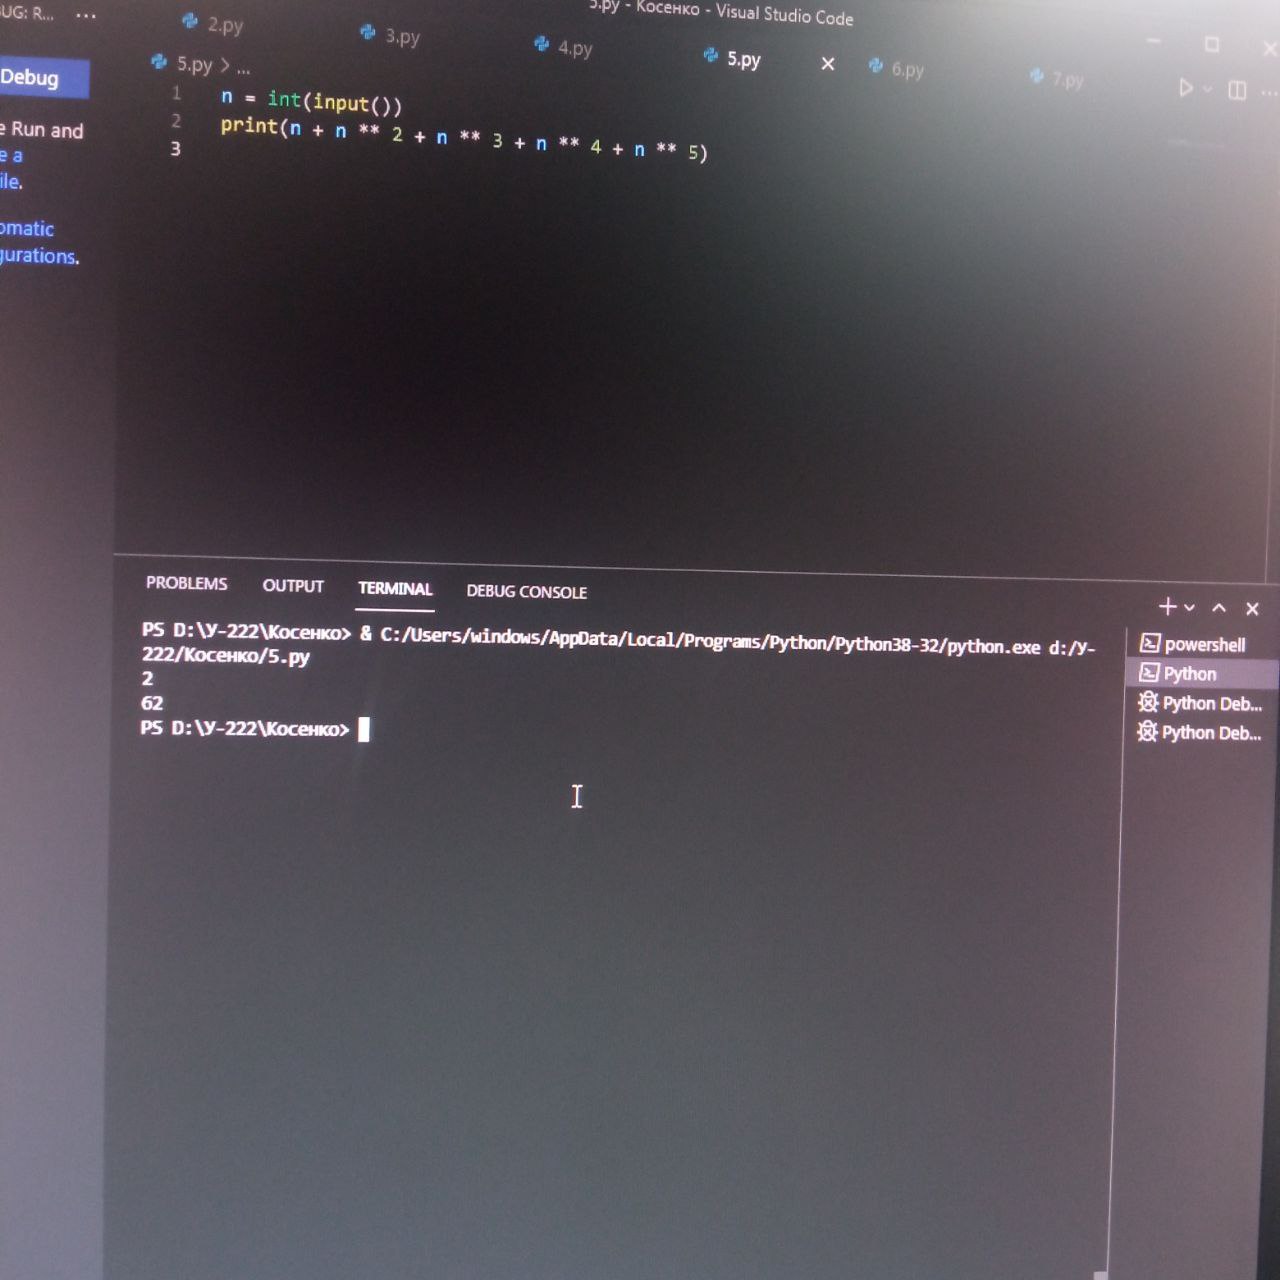 5.py - Косенко - Visual Studio Code
UG: R... ...
2.py
3.py
4.py
5.py
6.py
7.py
Debug
5.py > ...
e Run and
e a
ile.
omatic
gurations.
1 n = int(input())
2 print(n + n ** 2 + n ** 3 + n ** 4 + n ** 5)
3
PROBLEMS OUTPUT TERMINAL DEBUG CONSOLE
PS D:\У-222\Косенко> & C:/Users/windows/AppData/Local/Programs/Python/Python38-32/python.exe d:/У-
222/Косенко/5.py
2
62
PS D:\У-222\Косенко>
powershell
Python
Python Deb...
Python Deb...